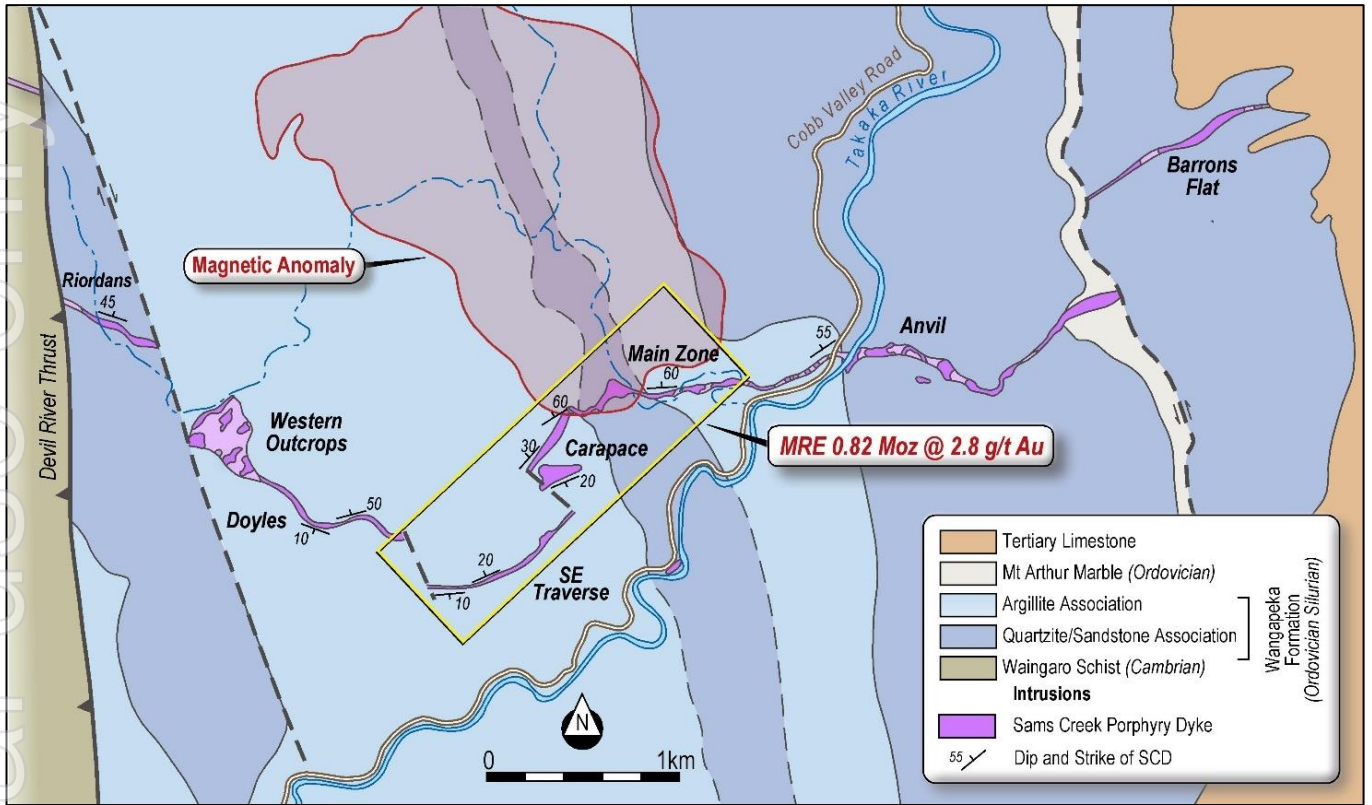 Cobb Valley Road
Takaka River
Barrons
Flat
Magnetic Anomaly
Riordans
45
Devil River Thrust
55
Anvil
Main Zone
60
60
Western
Outcrops
Carapace
30
20
MRE 0.82 Moz @ 2.8 g/t Au
50
Doyles
10
20
SE
Traverse
10
N
0
1km
Tertiary Limestone
Mt Arthur Marble (Ordovician)
Argillite Association
Quartzite/Sandstone Association
Waingaro Schist (Cambrian)
Wangapeka
Formation
(Ordovician Silurian)
Intrusions
Sams Creek Porphyry Dyke
55
Dip and Strike of SCD